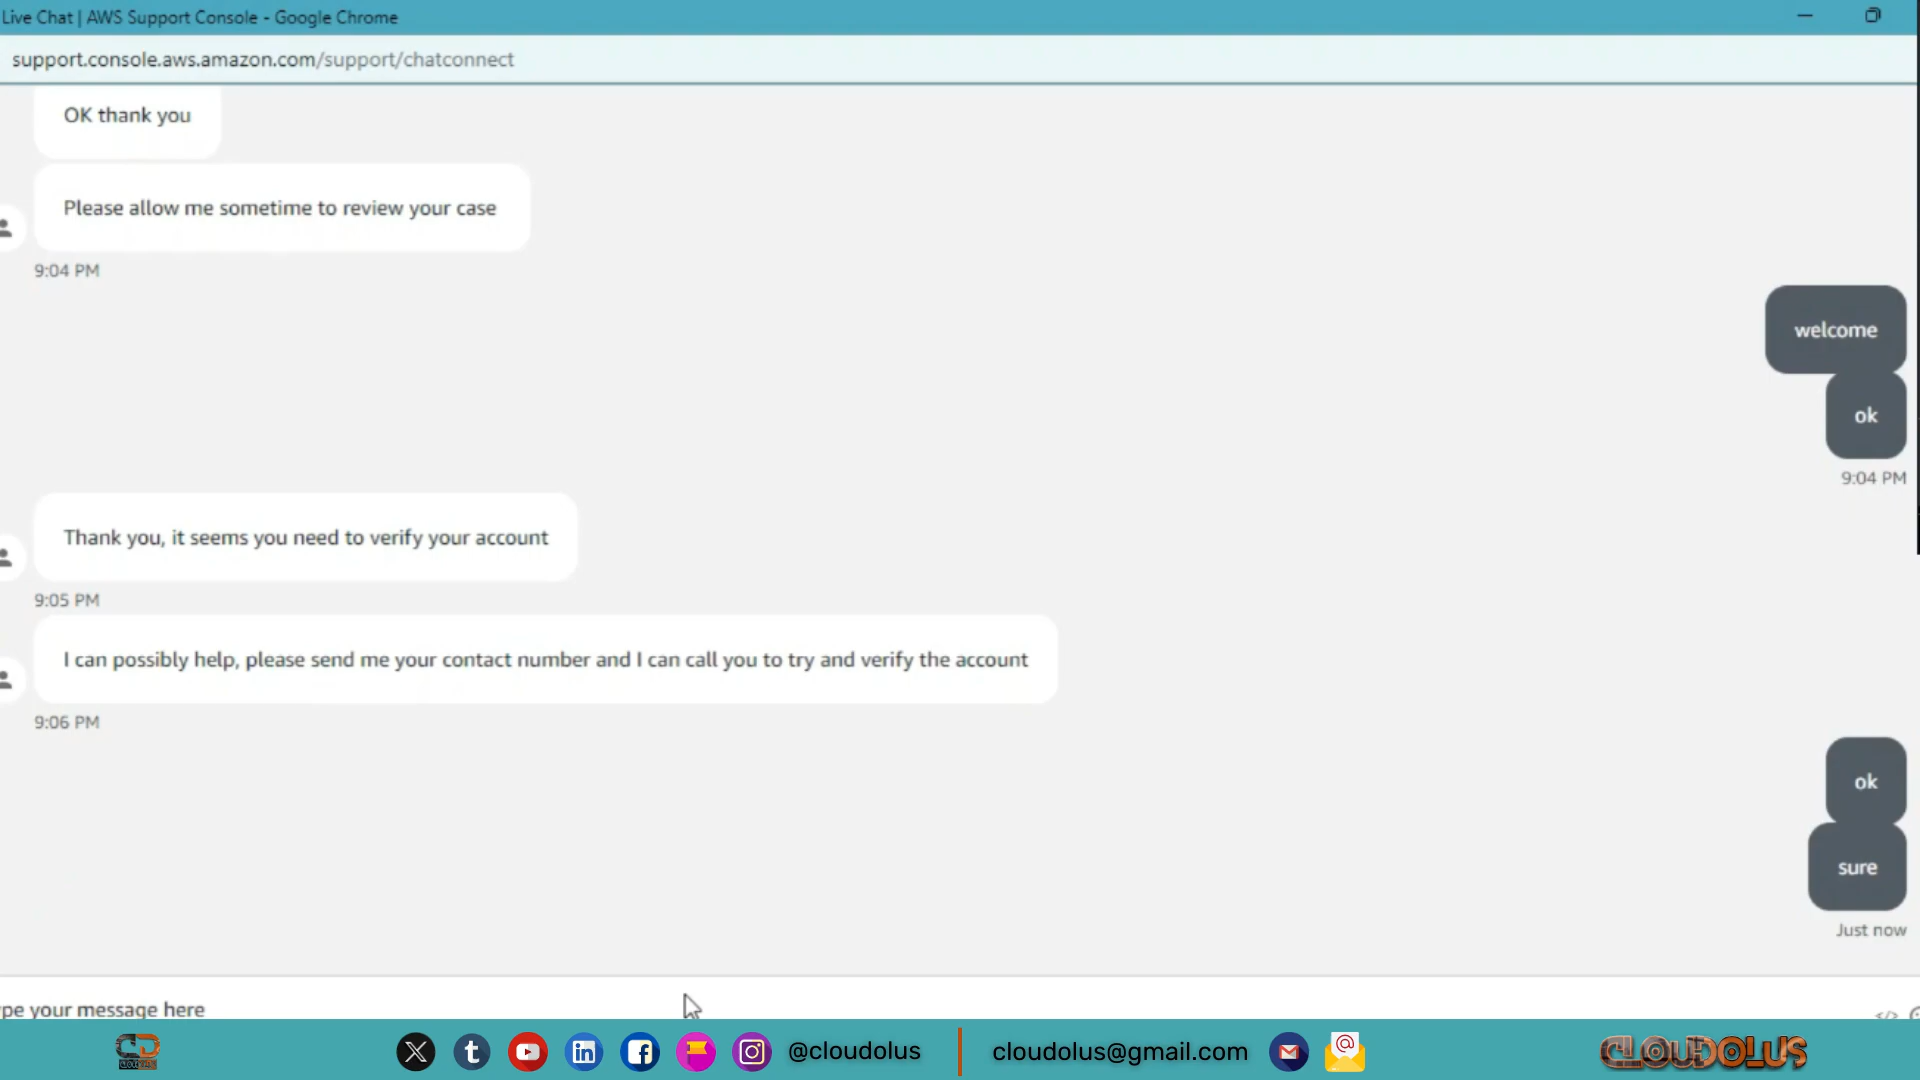 Live Chat | AWS Support Console - Google Chrome
support.console.aws.amazon.com/support/chatconnect
OK thank you
Please allow me sometime to review your case
9:04 PM
welcome
ok
9:04 PM
Thank you, it seems you need to verify your account
9:05 PM
I can possibly help, please send me your contact number and I can call you to try and verify the account
9:06 PM
ok
sure
Just now
pe your message here
@cloudolus
cloudolus@gmail.com
CLOUDOLUS